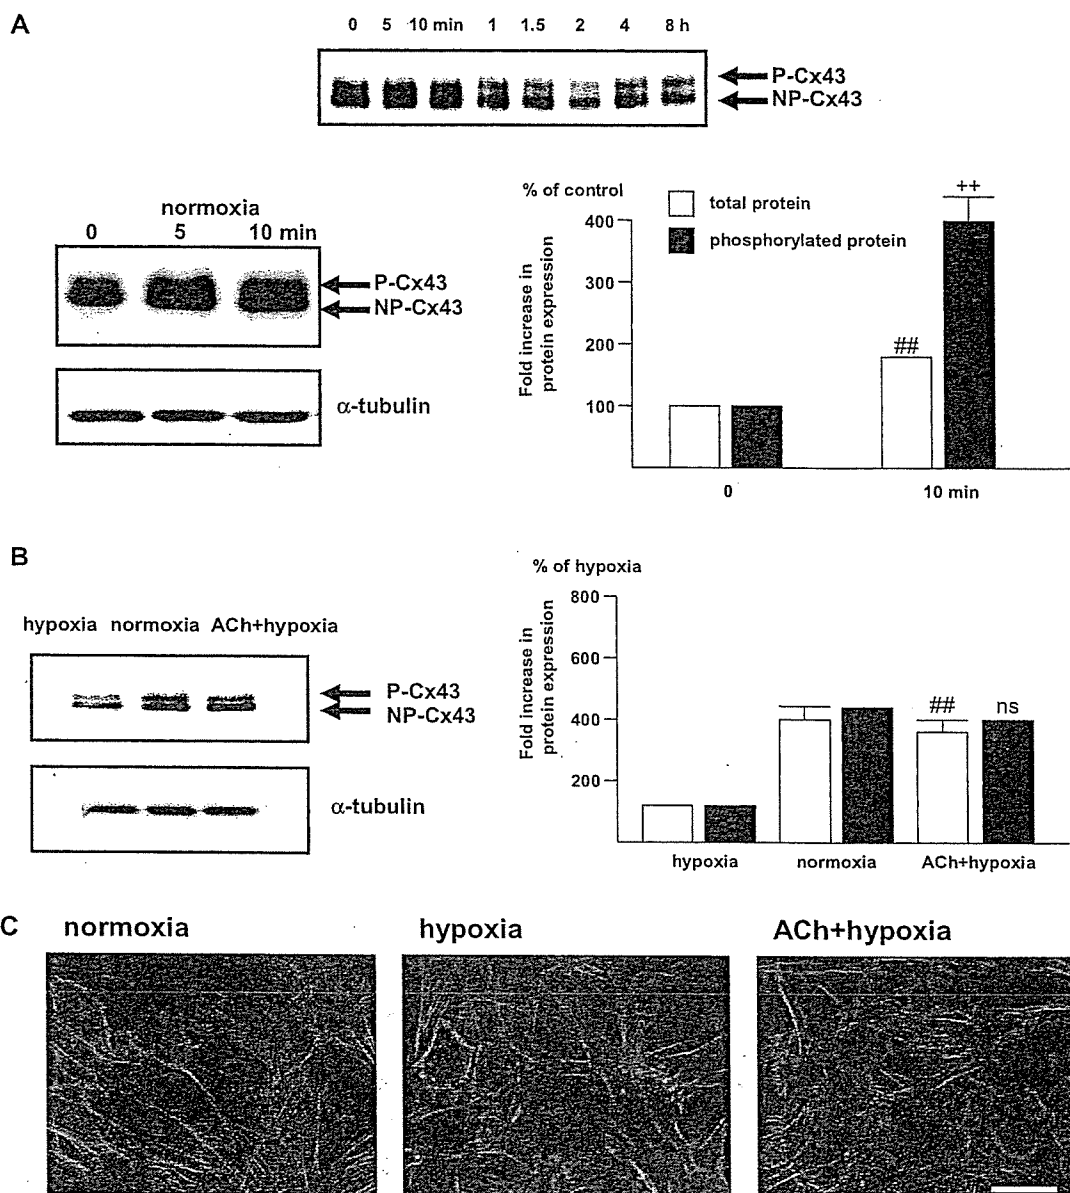 A
0 5 10 min 1 1.5 2 4 8 h
P-Cx43
NP-Cx43
normoxia
0 5 10 min
P-Cx43
NP-Cx43
α-tubulin
% of control
total protein
phosphorylated protein
Fold increase in
protein expression
400
300
200
100
##
++
0 10 min
B
hypoxia normoxia ACh+hypoxia
P-Cx43
NP-Cx43
α-tubulin
% of hypoxia
Fold increase in
protein expression
800
600
400
200
## ns
hypoxia normoxia ACh+hypoxia
C
normoxia hypoxia ACh+hypoxia